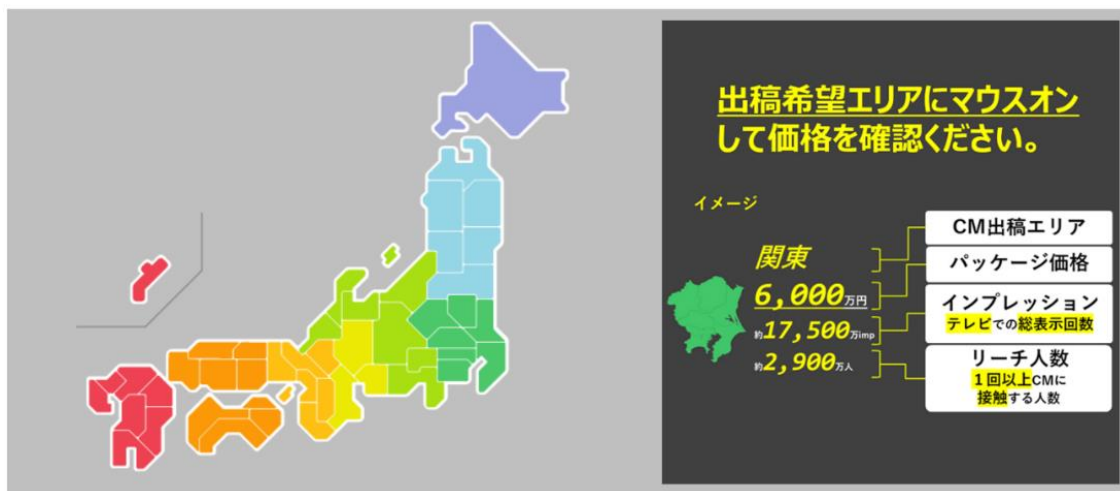 出稿希望エリアにマウスオン
して価格を確認ください。
イメージ
関東
6,000万円
約17,500万imp
約2,900万人
CM出稿エリア
パッケージ価格
インプレッション
テレビでの総表示回数
リーチ人数
1回以上CMに
接触する人数